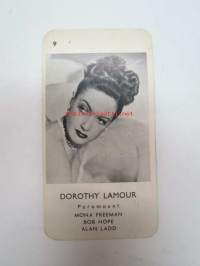 9
DOROTHY LAMOUR
Paramount
MONA FREEMAN
BOB HOPE
ALAN LADD